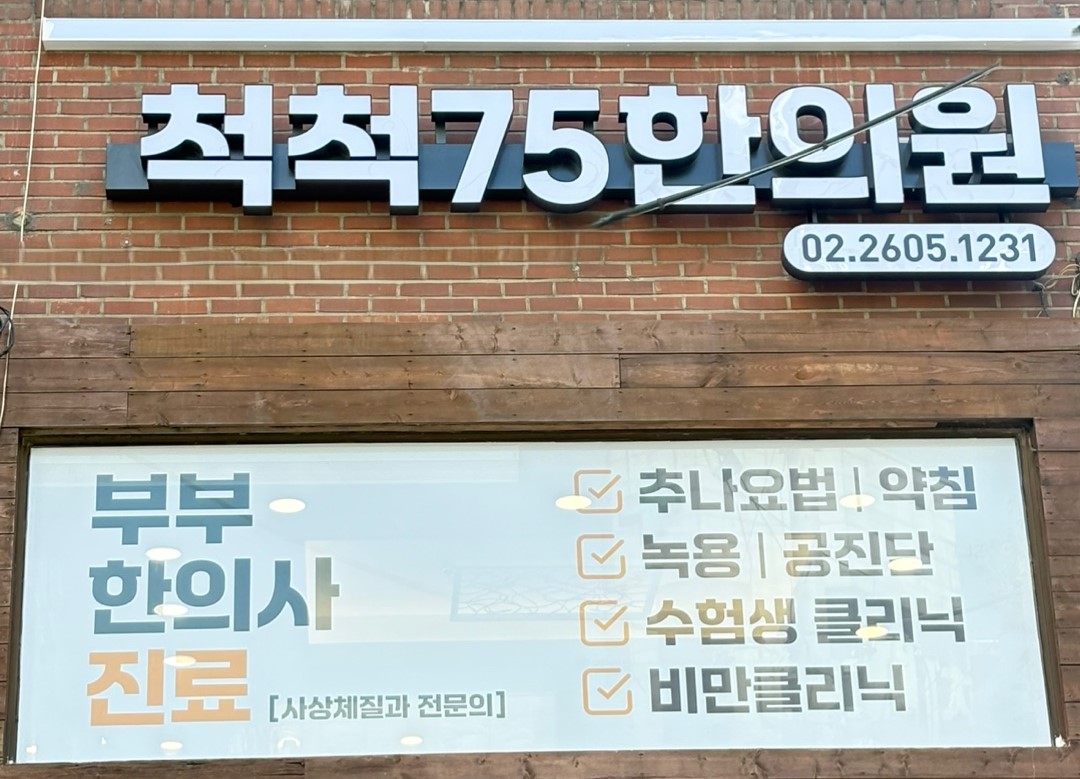 척척75한의원
02.2605.1231
부부
한의사
진료 [사상체질과 전문의]
추나요법 | 약침
녹용 | 공진단
수험생 클리닉
비만클리닉